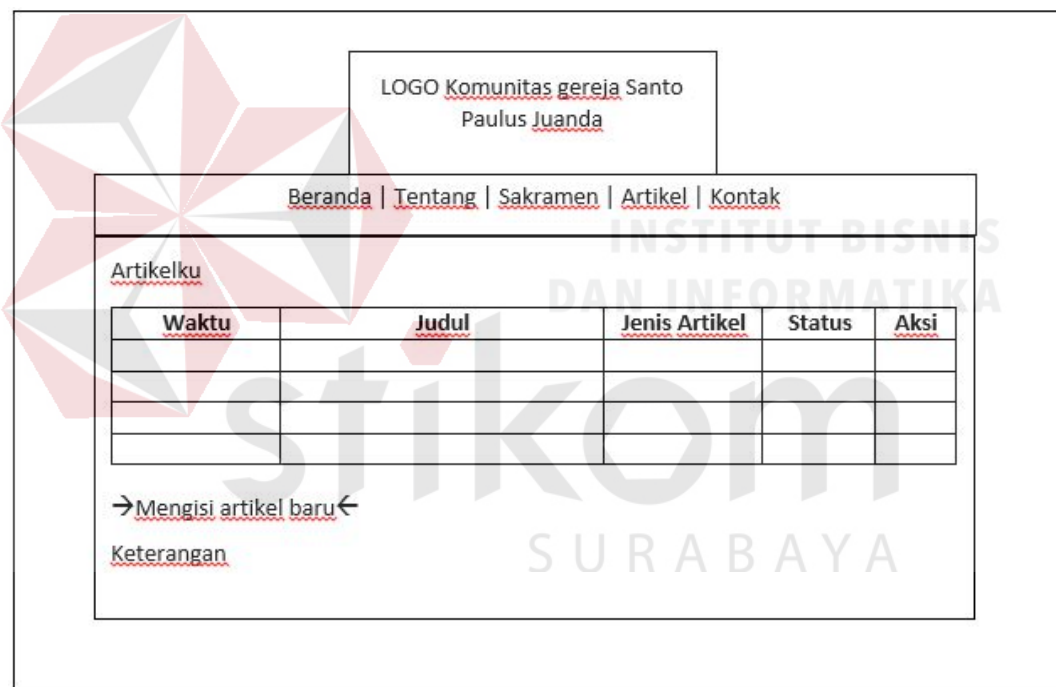 LOGO Komunitas gereja Santo
Paulus Juanda
Beranda | Tentang | Sakramen | Artikel | Kontak
INSTITUT BISNIS
DAN INFORMATIKA
Artikelku
Waktu Judul Jenis Artikel Status Aksi
stikom
→Mengisi artikel baru←
SURABAYA
Keterangan